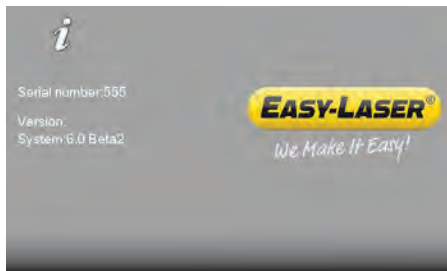 i
Serial number:555
Version:
System:6.0 Beta2
EASY-LASER®
We Make It Easy!